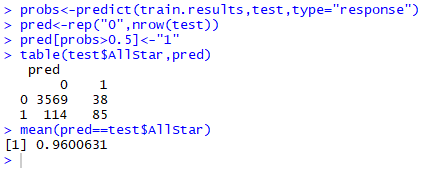 > probs<-predict(train.results,test,type="response")
> pred<-rep("0",nrow(test))
> pred[probs>0.5]<-"1"
> table(test$AllStar,pred)
   pred
       0    1
  0 3569   38
  1  114   85
> mean(pred==test$AllStar)
[1] 0.9600631
>